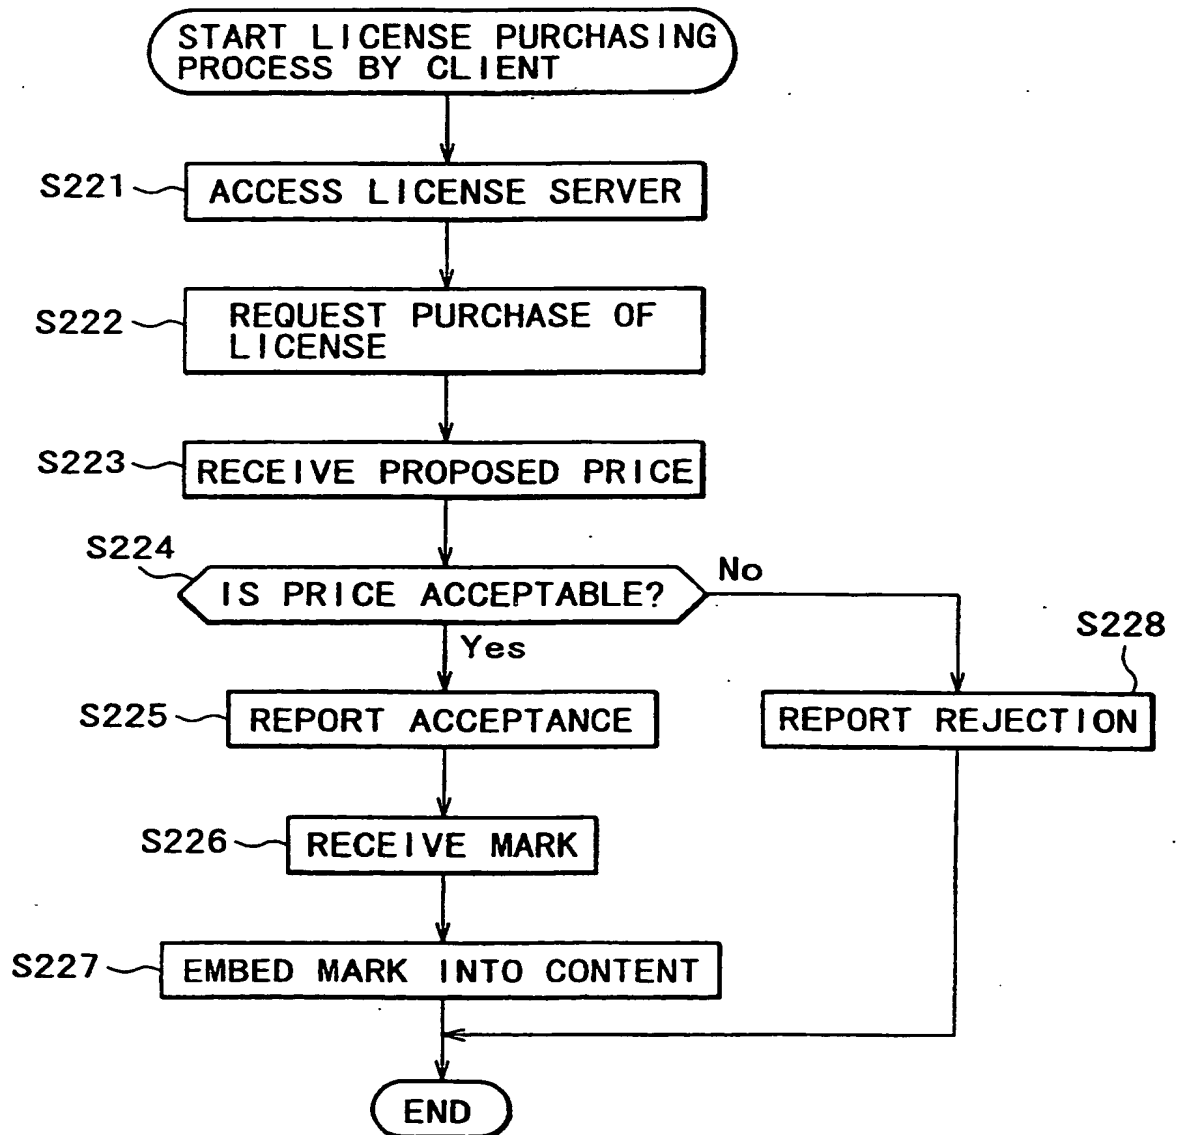 START LICENSE PURCHASING
PROCESS BY CLIENT
S221
ACCESS LICENSE SERVER
S222
REQUEST PURCHASE OF
LICENSE
S223
RECEIVE PROPOSED PRICE
S224
IS PRICE ACCEPTABLE?
No
Yes
S228
S225
REPORT ACCEPTANCE
REPORT REJECTION
S226
RECEIVE MARK
S227
EMBED MARK INTO CONTENT
END